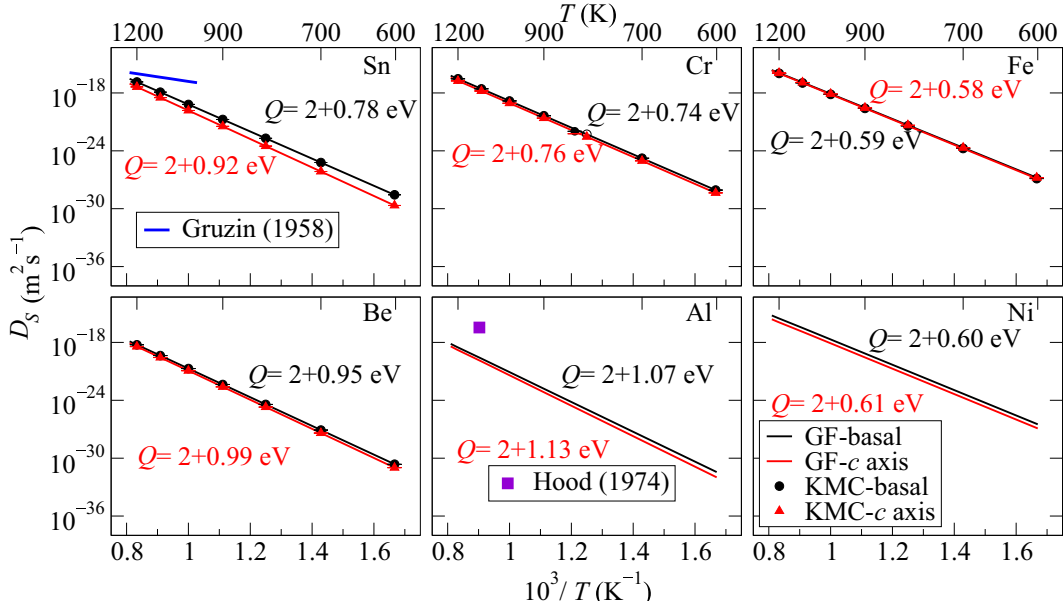 T (K)
1200 900 700 600 1200 900 700 600 1200 900 700 600
Sn
Cr
Fe
10⁻¹⁸
10⁻²⁴
10⁻³⁰
10⁻³⁶
Q= 2+0.78 eV
Q= 2+0.92 eV
Gruzin (1958)
Q= 2+0.74 eV
Q= 2+0.76 eV
Q= 2+0.58 eV
Q= 2+0.59 eV
D_S (m² s⁻¹)
Be
Al
Ni
10⁻¹⁸
10⁻²⁴
10⁻³⁰
10⁻³⁶
Q= 2+0.95 eV
Q= 2+0.99 eV
Q= 2+1.07 eV
Q= 2+1.13 eV
Hood (1974)
Q= 2+0.60 eV
Q= 2+0.61 eV
GF-basal
GF-c axis
KMC-basal
KMC-c axis
0.8 1 1.2 1.4 1.6 0.8 1 1.2 1.4 1.6 0.8 1 1.2 1.4 1.6
10³/ T (K⁻¹)